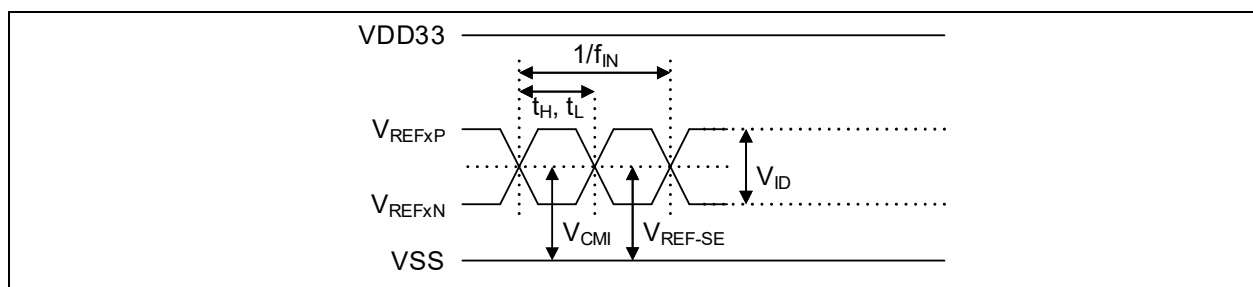 VDD33
1/fIN
tH, tL
VREFxP
VID
VREFxN
VCMI
VREF-SE
VSS